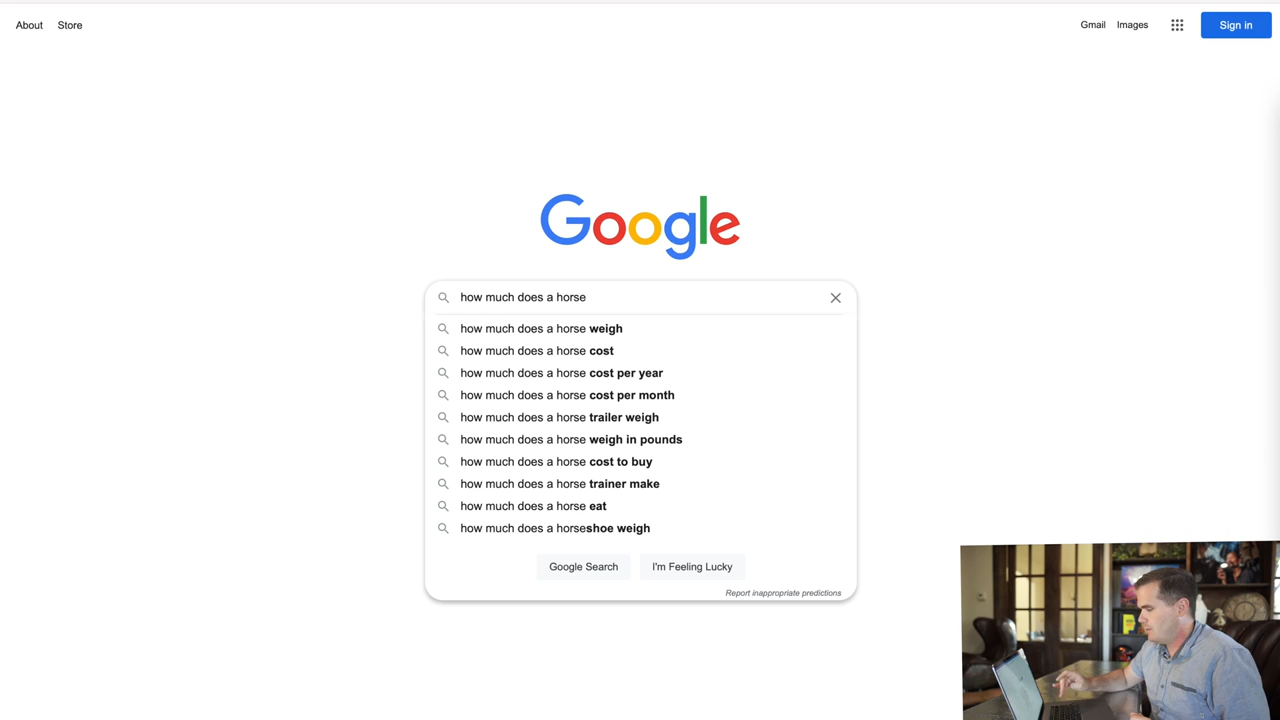 About Store
Gmail Images Sign in
Google
how much does a horse
how much does a horse weigh
how much does a horse cost
how much does a horse cost per year
how much does a horse cost per month
how much does a horse trailer weigh
how much does a horse weigh in pounds
how much does a horse cost to buy
how much does a horse trainer make
how much does a horse eat
how much does a horseshoe weigh
Google Search I'm Feeling Lucky
Report inappropriate predictions